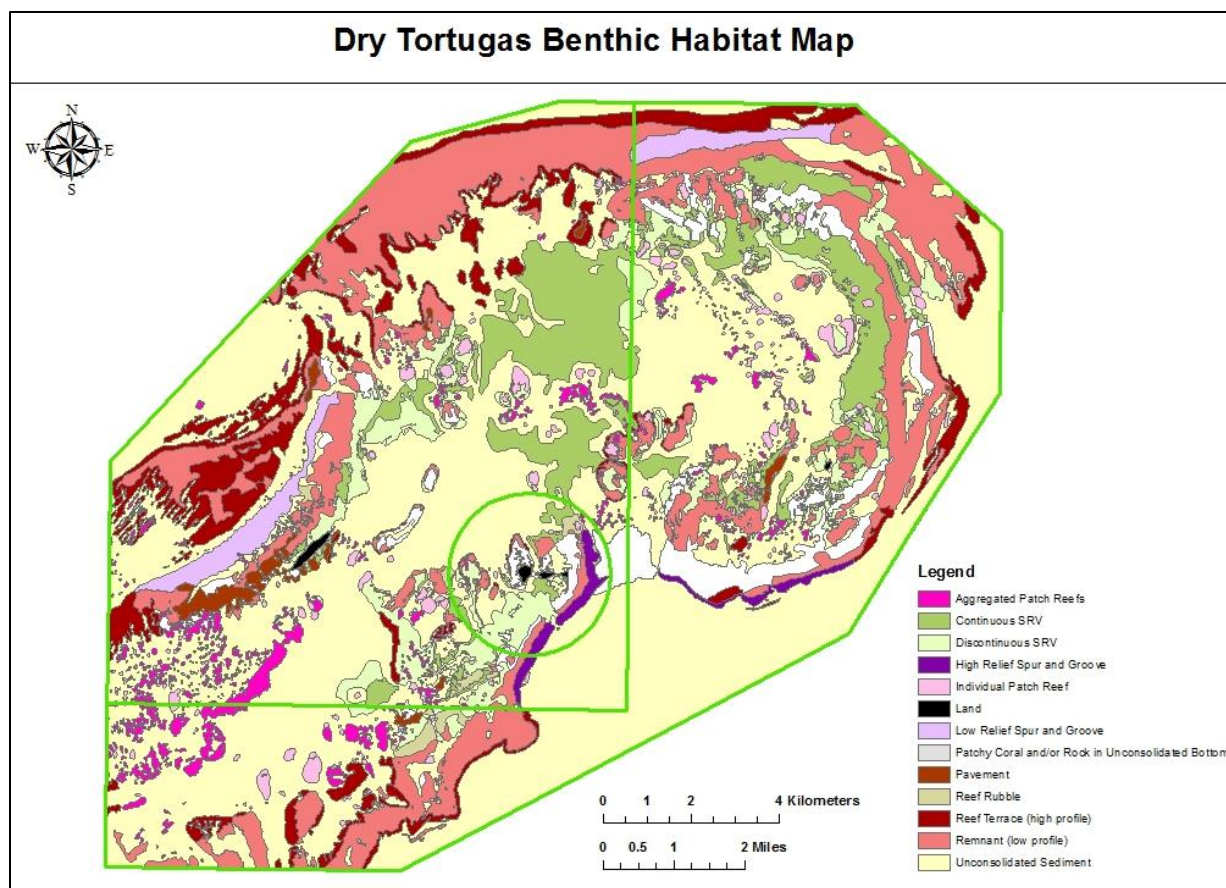 Dry Tortugas Benthic Habitat Map
N
W E
S
Legend
Aggregated Patch Reefs
Continuous SRV
Discontinuous SRV
High Relief Spur and Groove
Individual Patch Reef
Land
Low Relief Spur and Groove
Patchy Coral and/or Rock in Unconsolidated Bottom
Pavement
Reef Rubble
Reef Terrace (high profile)
Remnant (low profile)
Unconsolidated Sediment
0 1 2 4 Kilometers
0 0.5 1 2 Miles